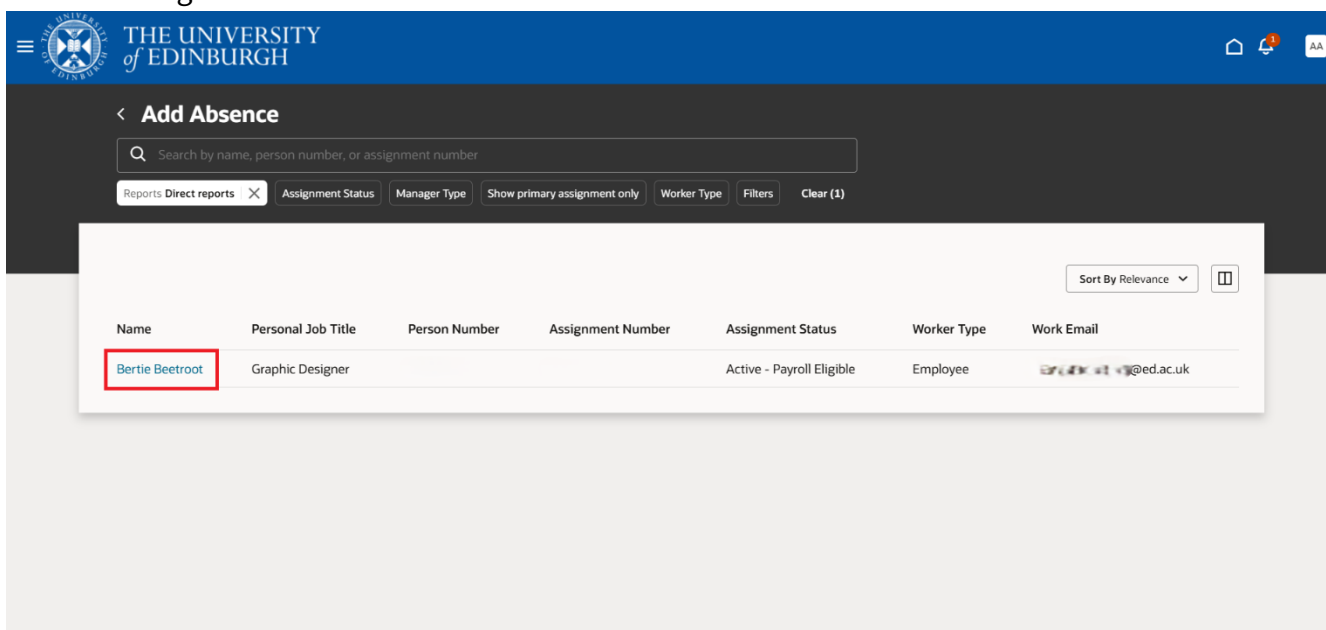 THE UNIVERSITY
of EDINBURGH
1
AA
Add Absence
Search by name, person number, or assignment number
Reports Direct reports Assignment Status Manager Type Show primary assignment only Worker Type Filters Clear (1)
Sort By Relevance
Name Personal Job Title Person Number Assignment Number Assignment Status Worker Type Work Email
Bertie Beetroot Graphic Designer Active - Payroll Eligible Employee @ed.ac.uk